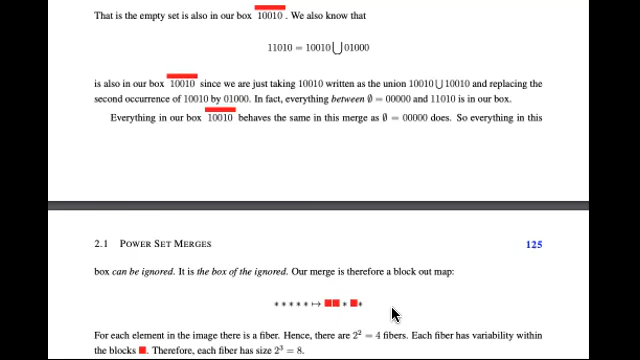 That is the empty set is also in our box 10010 . We also know that
11010 = 10010 ⋃ 01000
is also in our box 10010 since we are just taking 10010 written as the union 10010 ⋃ 10010 and replacing the
second occurrence of 10010 by 01000. In fact, everything between ∅ = 00000 and 11010 is in our box.
Everything in our box 10010 behaves the same in this merge as ∅ = 00000 does. So everything in this
2.1 POWER SET MERGES 125
box can be ignored. It is the box of the ignored. Our merge is therefore a block out map:
* * * * * ↦ ■■ * ■*
For each element in the image there is a fiber. Hence, there are 2² = 4 fibers. Each fiber has variability within
the blocks ■. Therefore, each fiber has size 2³ = 8.